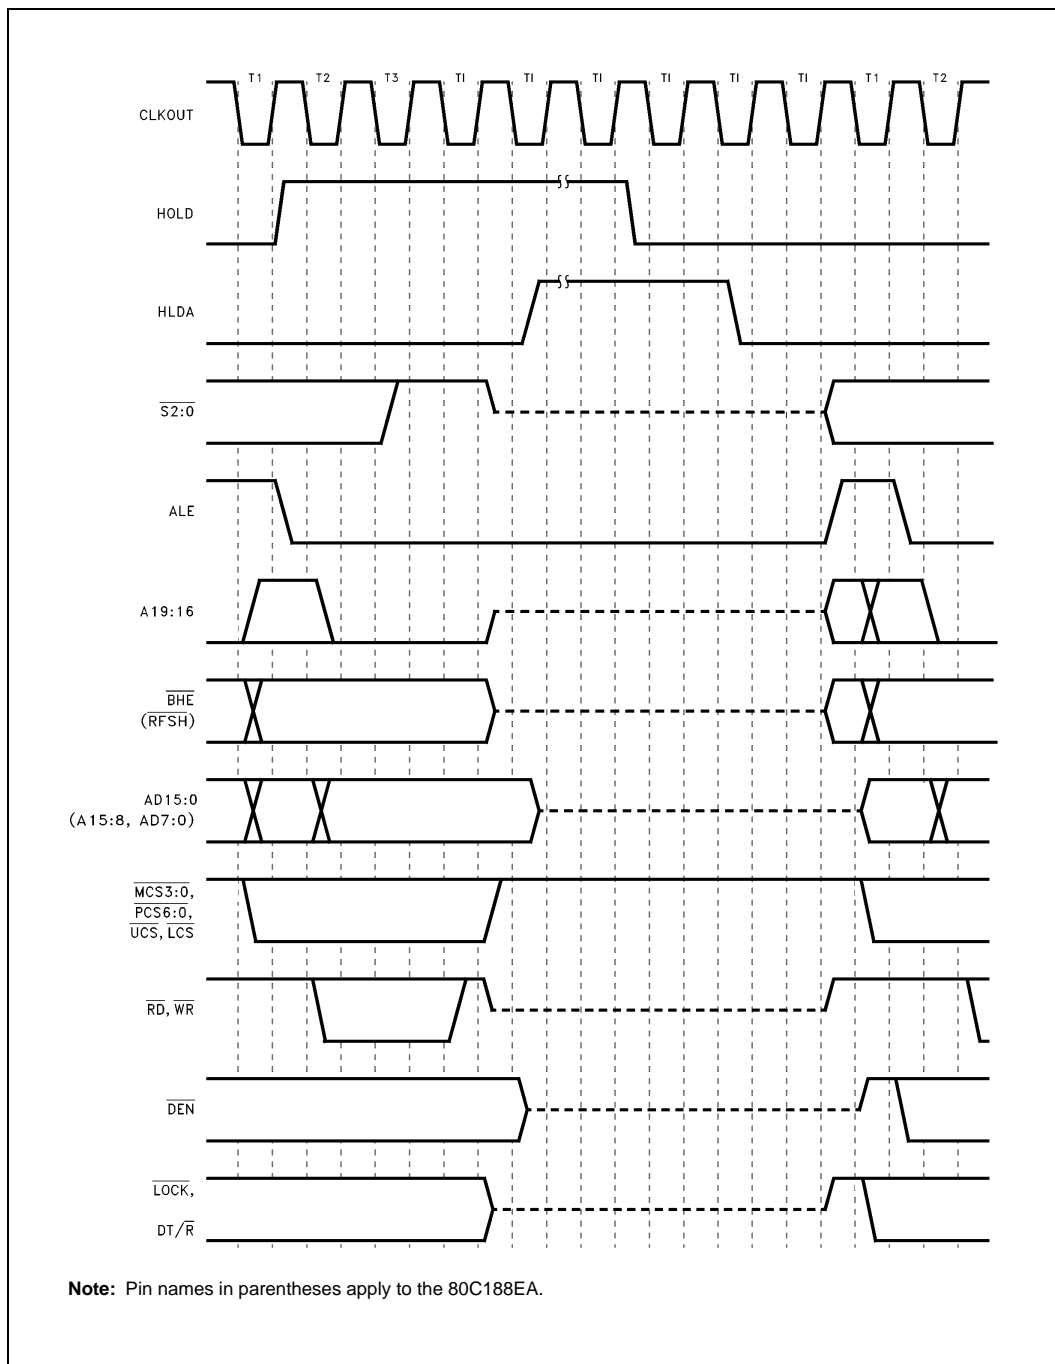 T1 T2 T3 TI TI TI TI TI TI T1 T2
CLKOUT
HOLD
HLDA
S2:0
ALE
A19:16
BHE
(RFSH)
AD15:0
(A15:8, AD7:0)
MCS3:0,
PCS6:0,
UCS, LCS
RD, WR
DEN
LOCK,
DT/R
Note: Pin names in parentheses apply to the 80C188EA.